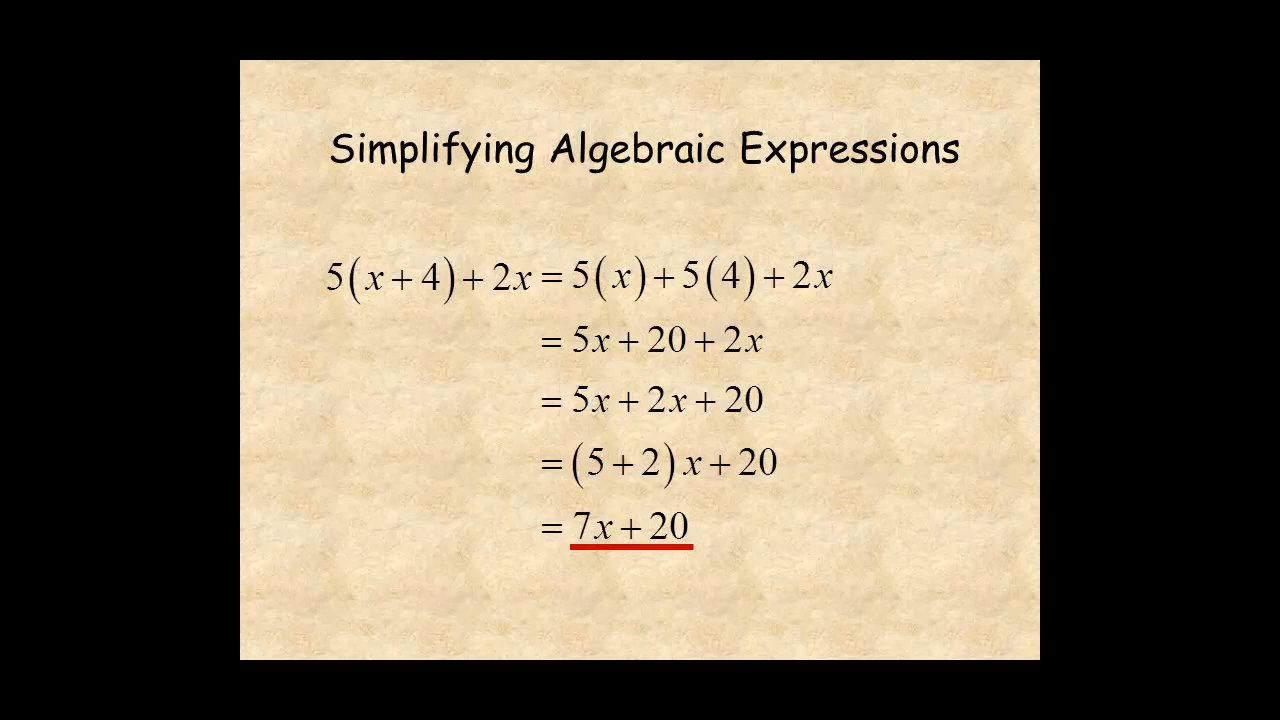 Simplifying Algebraic Expressions
5(x+4)+2x = 5(x)+5(4)+2x
= 5x+20+2x
= 5x+2x+20
= (5+2)x+20
= 7x+20